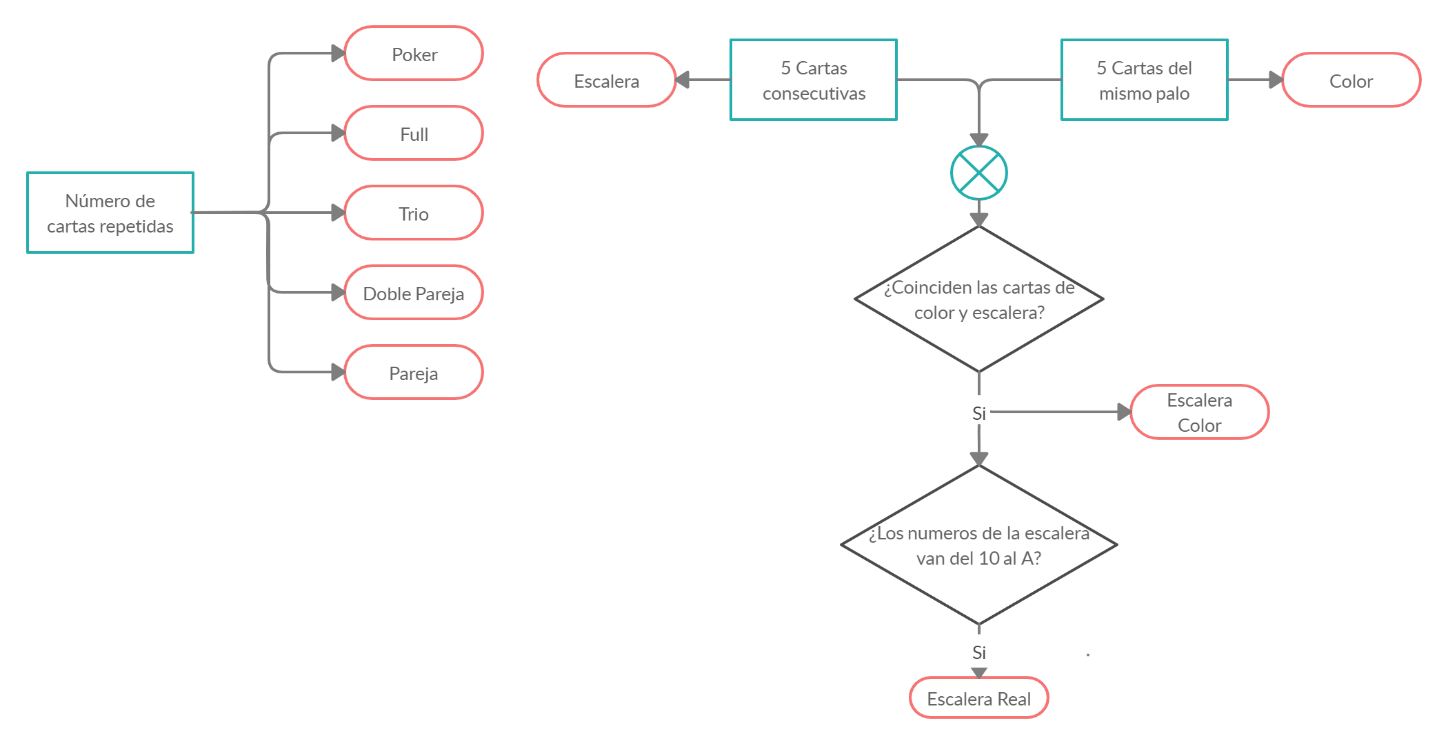 Poker
Full
Número de
cartas repetidas
Trio
Doble Pareja
Pareja
Escalera
5 Cartas
consecutivas
5 Cartas del
mismo palo
Color
¿Coinciden las cartas de
color y escalera?
Si
Escalera
Color
¿Los numeros de la escalera
van del 10 al A?
Si
.
Escalera Real